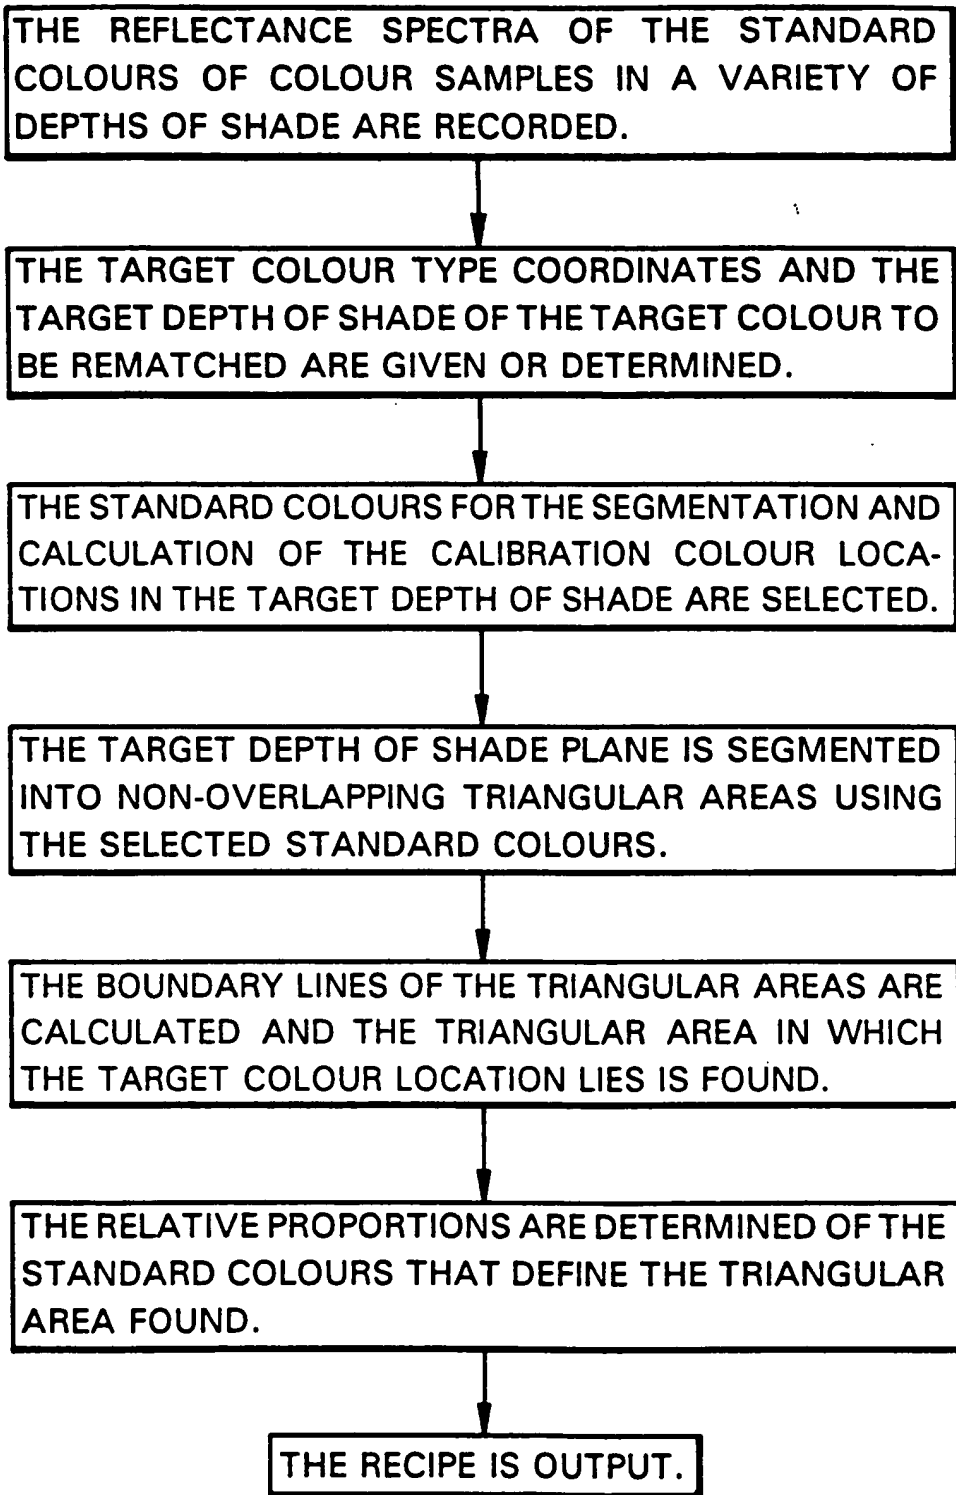 THE REFLECTANCE SPECTRA OF THE STANDARD
COLOURS OF COLOUR SAMPLES IN A VARIETY OF
DEPTHS OF SHADE ARE RECORDED.
THE TARGET COLOUR TYPE COORDINATES AND THE
TARGET DEPTH OF SHADE OF THE TARGET COLOUR TO
BE REMATCHED ARE GIVEN OR DETERMINED.
THE STANDARD COLOURS FOR THE SEGMENTATION AND
CALCULATION OF THE CALIBRATION COLOUR LOCA-
TIONS IN THE TARGET DEPTH OF SHADE ARE SELECTED.
THE TARGET DEPTH OF SHADE PLANE IS SEGMENTED
INTO NON-OVERLAPPING TRIANGULAR AREAS USING
THE SELECTED STANDARD COLOURS.
THE BOUNDARY LINES OF THE TRIANGULAR AREAS ARE
CALCULATED AND THE TRIANGULAR AREA IN WHICH
THE TARGET COLOUR LOCATION LIES IS FOUND.
THE RELATIVE PROPORTIONS ARE DETERMINED OF THE
STANDARD COLOURS THAT DEFINE THE TRIANGULAR
AREA FOUND.
THE RECIPE IS OUTPUT.